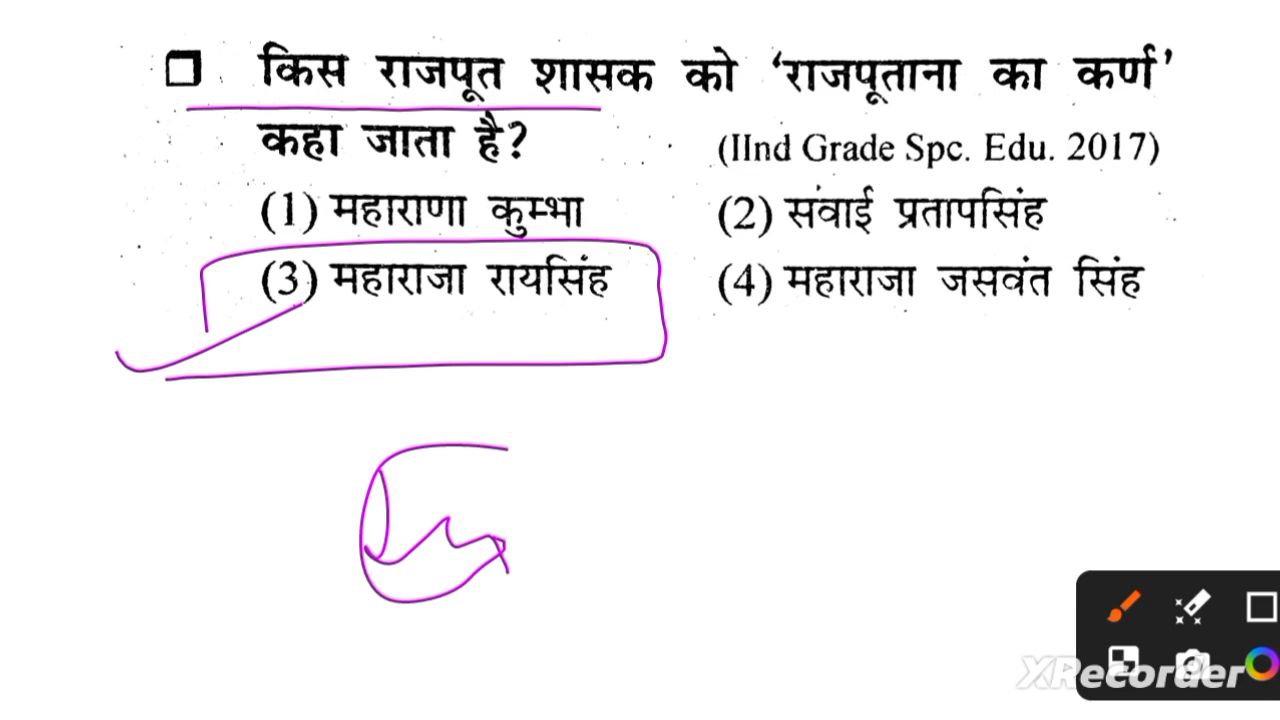 किस राजपूत शासक को ‘राजपूताना का कर्ण’
कहा जाता है? (IInd Grade Spc. Edu. 2017)
(1) महाराणा कुम्भा (2) सवाई प्रतापसिंह
(3) महाराजा रायसिंह (4) महाराजा जसवंत सिंह
XRecorder